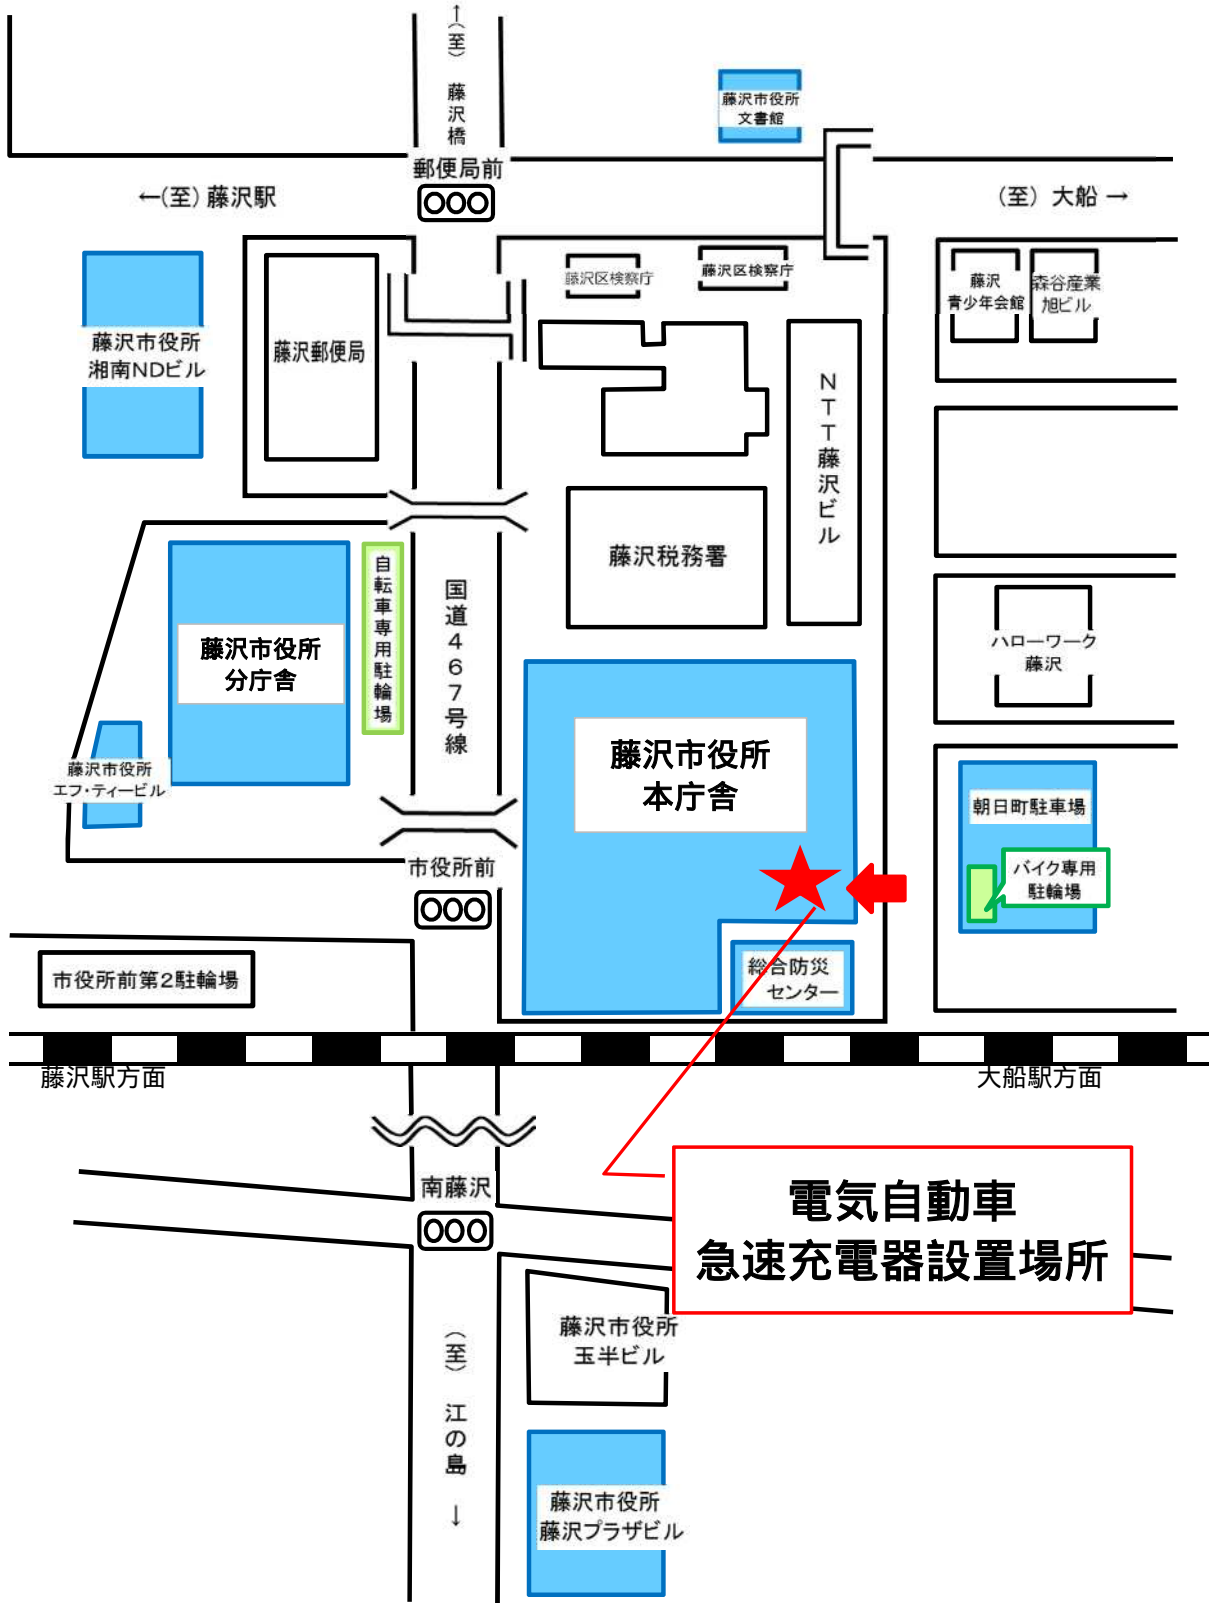 ←(至) 藤沢橋
藤沢市役所
文書館
郵便局前
←(至) 藤沢駅
(至) 大船→
藤沢区検察庁
藤沢区検察庁
藤沢
青少年会館
森谷産業
旭ビル
藤沢市役所
湘南NDビル
藤沢郵便局
NTT藤沢ビル
藤沢税務署
自転車専用駐輪場
国道467号線
藤沢市役所
分庁舎
ハローワーク
藤沢
藤沢市役所
本庁舎
藤沢市役所
エフ・ティービル
朝日町駐車場
バイク専用
駐輪場
市役所前
総合防災
センター
市役所前第2駐輪場
藤沢駅方面
大船駅方面
南藤沢
電気自動車
急速充電器設置場所
藤沢市役所
玉半ビル
(至) 江の島→
藤沢市役所
藤沢プラザビル